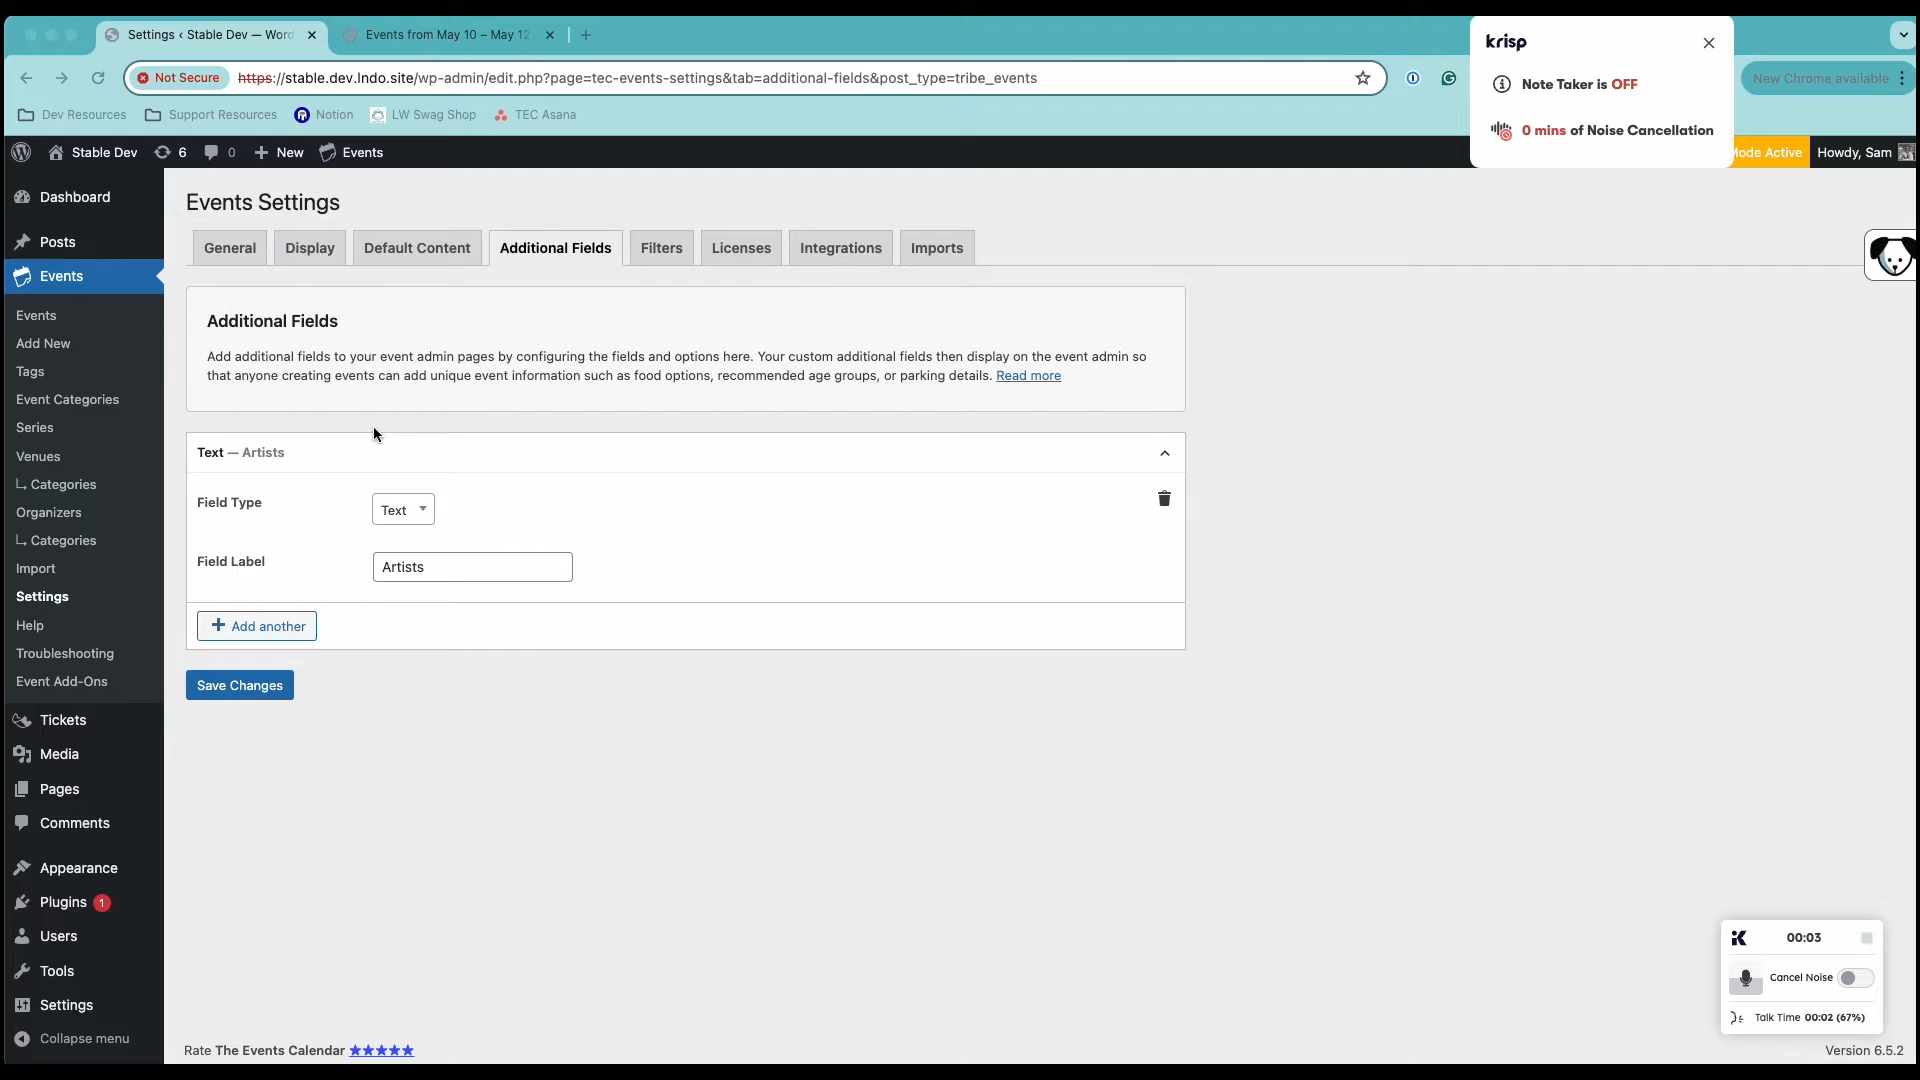 Settings ‹ Stable Dev — Word
Events from May 10 – May 12
Not Secure
https://stable.dev.lndo.site/wp-admin/edit.php?page=tec-events-settings&tab=additional-fields&post_type=tribe_events
New Chrome available
Dev Resources
Support Resources
Notion
LW Swag Shop
TEC Asana
krisp
Note Taker is OFF
0 mins of Noise Cancellation
Stable Dev
6
0
New
Events
Mode Active
Howdy, Sam
Dashboard
Posts
Events
Events
Add New
Tags
Event Categories
Series
Venues
Categories
Organizers
Categories
Import
Settings
Help
Troubleshooting
Event Add-Ons
Tickets
Media
Pages
Comments
Appearance
Plugins 1
Users
Tools
Settings
Collapse menu
Events Settings
General
Display
Default Content
Additional Fields
Filters
Licenses
Integrations
Imports
Additional Fields
Add additional fields to your event admin pages by configuring the fields and options here. Your custom additional fields then display on the event admin so
that anyone creating events can add unique event information such as food options, recommended age groups, or parking details. Read more
Text — Artists
Field Type
Text
Field Label
Artists
Add another
Save Changes
00:03
Cancel Noise
Talk Time 00:02 (67%)
Rate The Events Calendar ★★★★★
Version 6.5.2